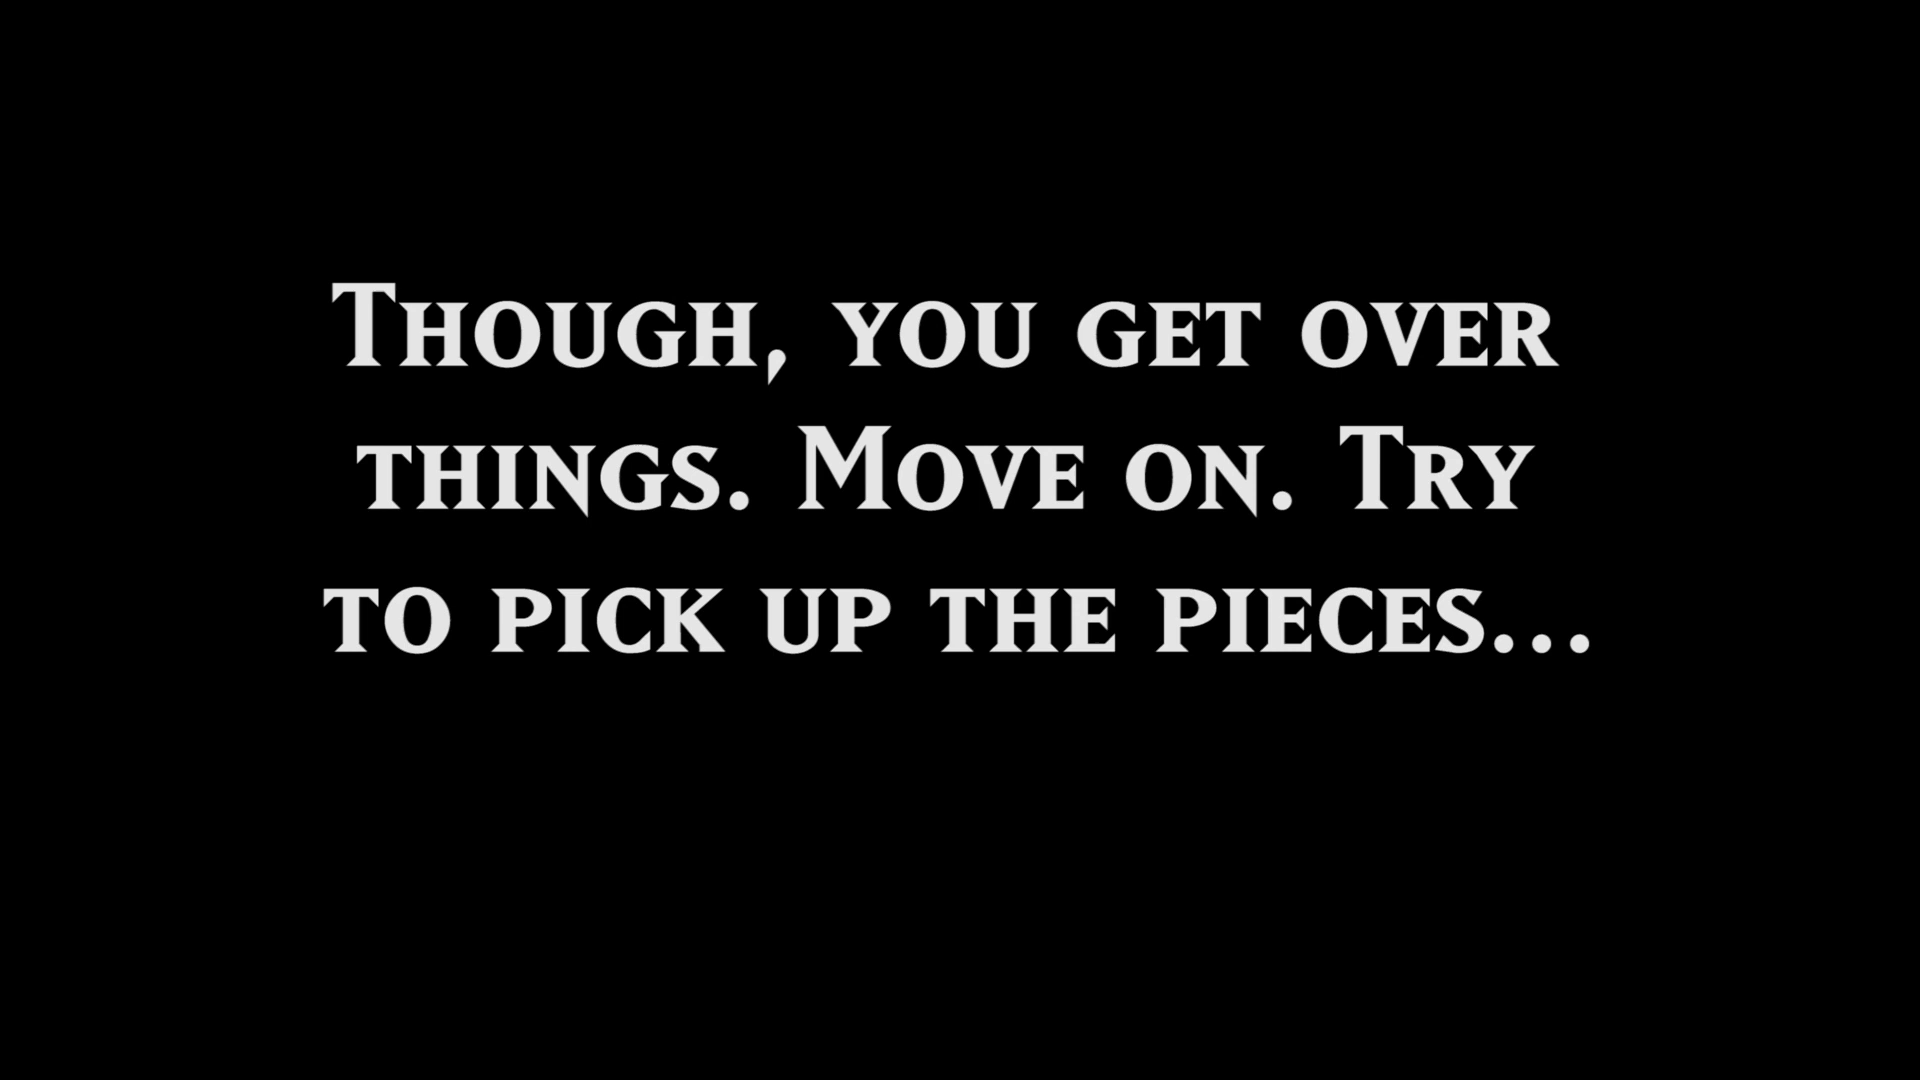 Though, you get over
things. Move on. Try
to pick up the pieces...